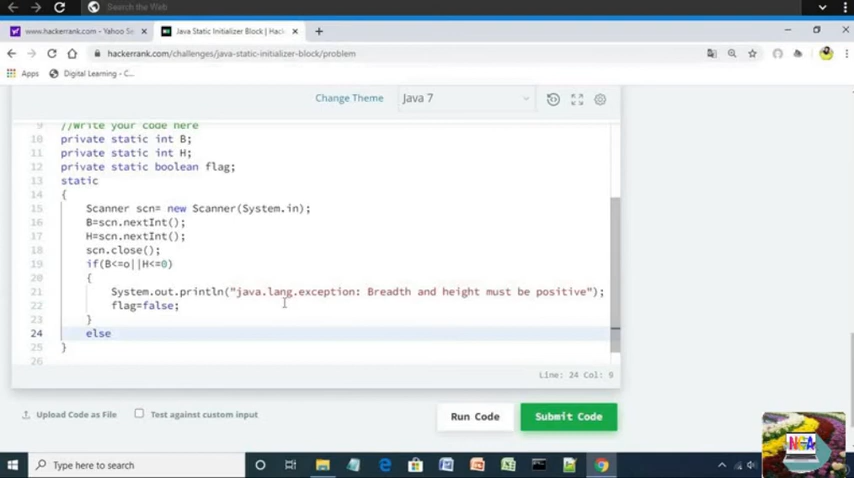 Search the Web
www.hackerrank.com - Yahoo Se
Java Static Initializer Block | Hac
hackerrank.com/challenges/java-static-initializer-block/problem
Apps
Digital Learning - C...
Change Theme
Java 7
9 //Write your code here
10 private static int B;
11 private static int H;
12 private static boolean flag;
13 static
14 {
15 Scanner scn= new Scanner(System.in);
16 B=scn.nextInt();
17 H=scn.nextInt();
18 scn.close();
19 if(B<=o||H<=0)
20 {
21 System.out.println("java.lang.exception: Breadth and height must be positive");
22 flag=false;
23 }
24 else
25 }
26
Line: 24 Col: 9
Upload Code as File
Test against custom input
Run Code
Submit Code
NGA
Type here to search